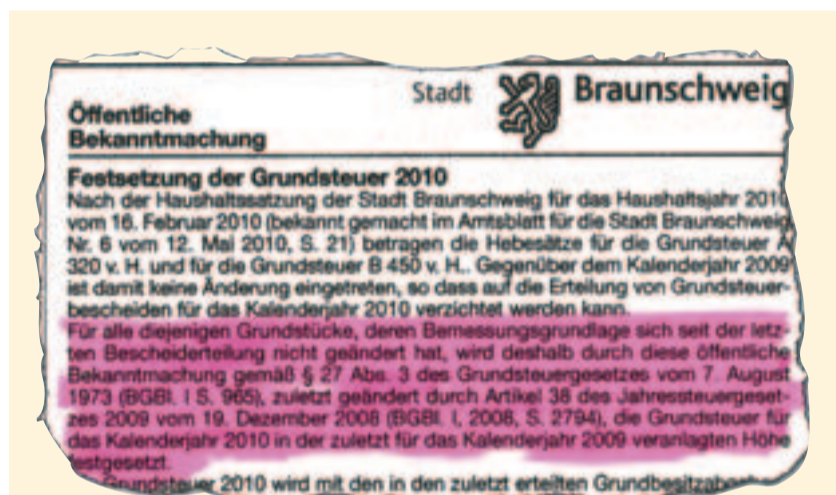 Stadt Braunschweig
Öffentliche
Bekanntmachung
Festsetzung der Grundsteuer 2010
Nach der Haushaltssatzung der Stadt Braunschweig für das Haushaltsjahr 2010
vom 16. Februar 2010 (bekannt gemacht im Amtsblatt für die Stadt Braunschweig
Nr. 6 vom 12. Mai 2010, S. 21) betragen die Hebesätze für die Grundsteuer A
320 v. H. und für die Grundsteuer B 450 v. H.. Gegenüber dem Kalenderjahr 2009
ist damit keine Änderung eingetreten, so dass auf die Erteilung von Grundsteuer-
bescheiden für das Kalenderjahr 2010 verzichtet werden kann.
Für alle diejenigen Grundstücke, deren Bemessungsgrundlage sich seit der letz-
ten Bescheiderteilung nicht geändert hat, wird deshalb durch diese öffentliche
Bekanntmachung gemäß § 27 Abs. 3 des Grundsteuergesetzes vom 7. August
1973 (BGBl. I S. 965), zuletzt geändert durch Artikel 38 des Jahressteuergeset-
zes 2009 vom 19. Dezember 2008 (BGBl. I, 2008, S. 2794), die Grundsteuer für
das Kalenderjahr 2010 in der zuletzt für das Kalenderjahr 2009 veranlagten Höhe
festgesetzt.
Grundsteuer 2010 wird mit den in den zuletzt erteilten